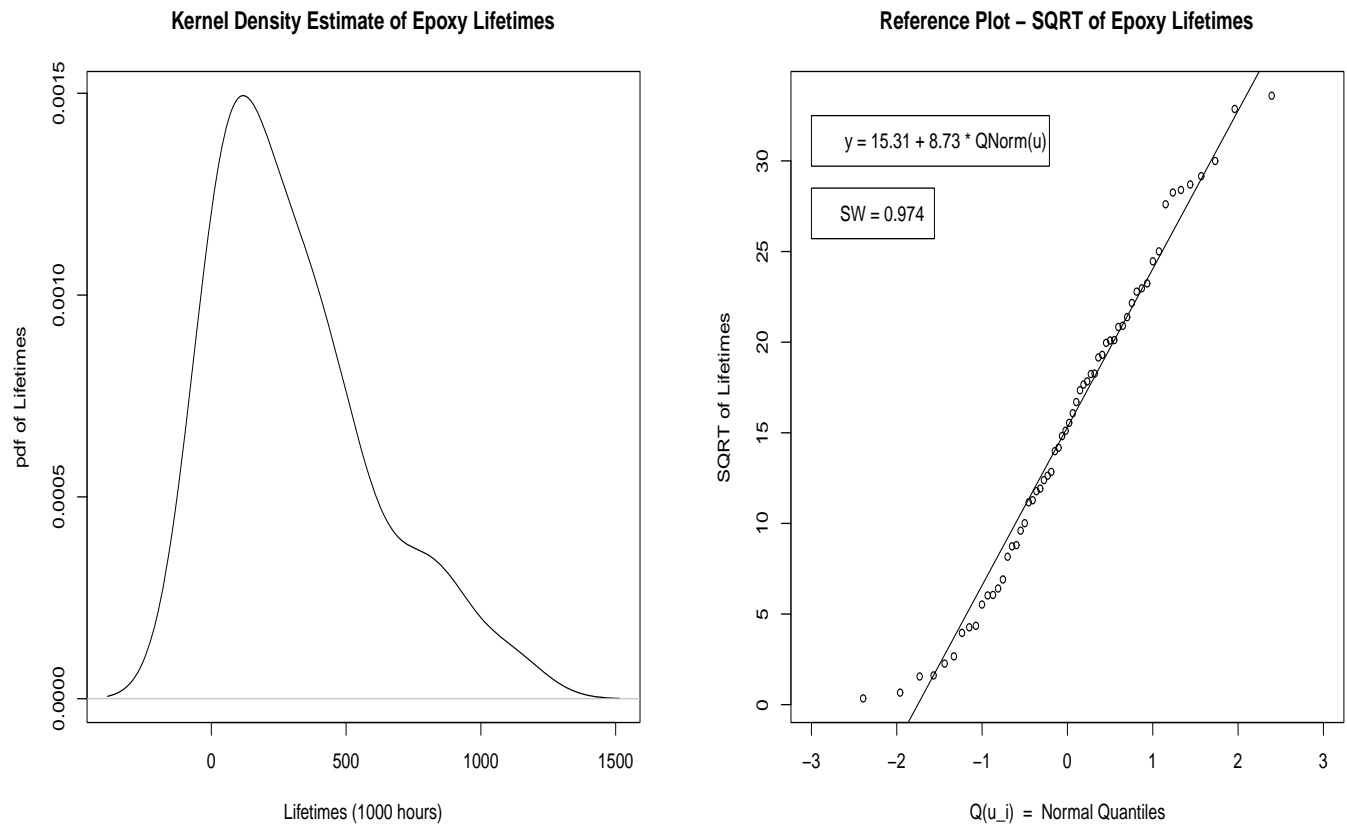 Kernel Density Estimate of Epoxy Lifetimes
pdf of Lifetimes
0.0015
0.0010
0.0005
0.0000
0 500 1000 1500
Lifetimes (1000 hours)
Reference Plot – SQRT of Epoxy Lifetimes
y = 15.31 + 8.73 * QNorm(u)
SW = 0.974
SQRT of Lifetimes
30
25
20
15
10
5
0
−3 −2 −1 0 1 2 3
Q(u_i) = Normal Quantiles